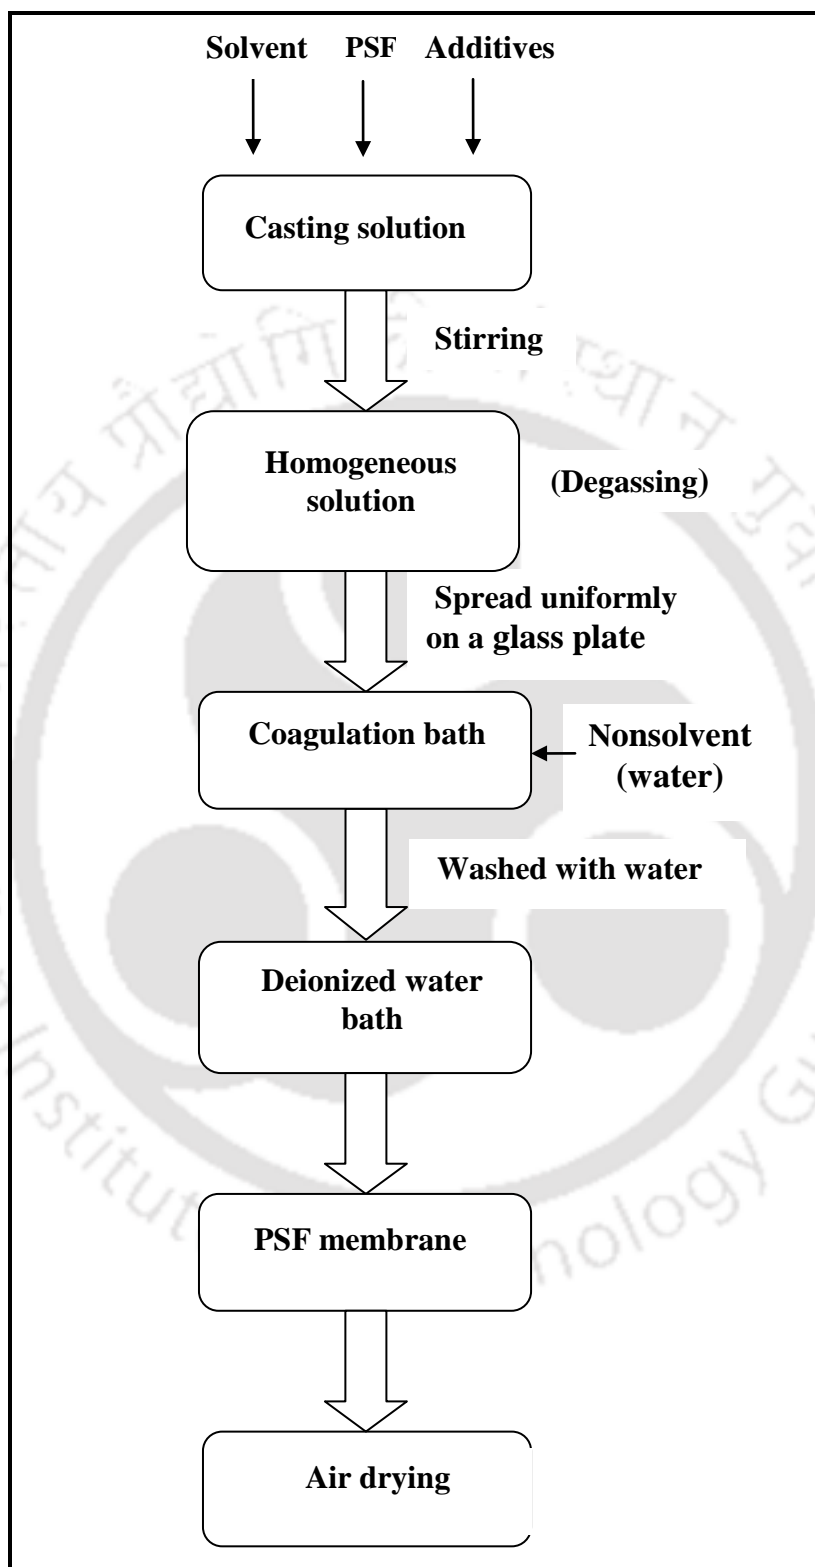 Solvent PSF Additives
Casting solution
Stirring
Homogeneous
solution
(Degassing)
Spread uniformly
on a glass plate
Coagulation bath
Nonsolvent
(water)
Washed with water
Deionized water
bath
PSF membrane
Air drying